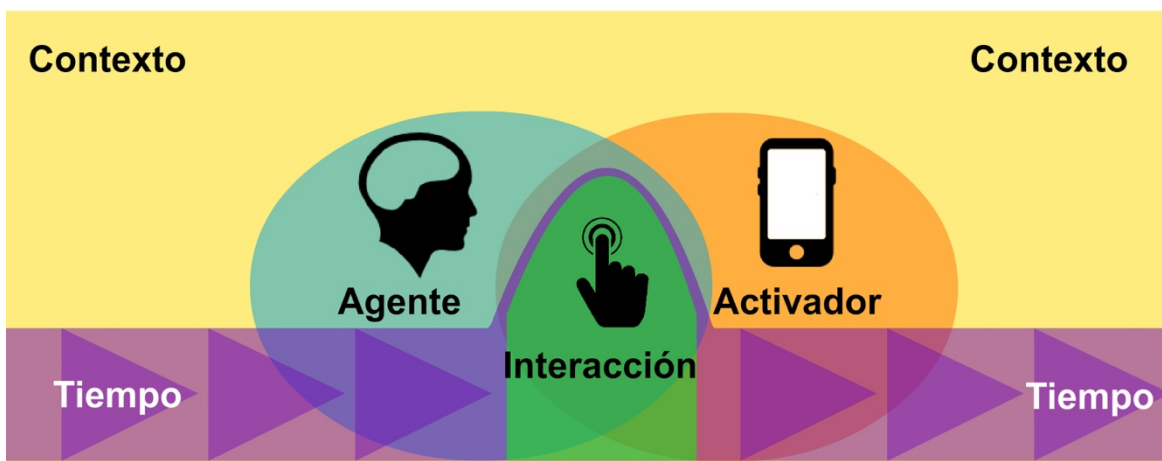 Contexto
Contexto
Agente
Activador
Interacción
Tiempo
Tiempo